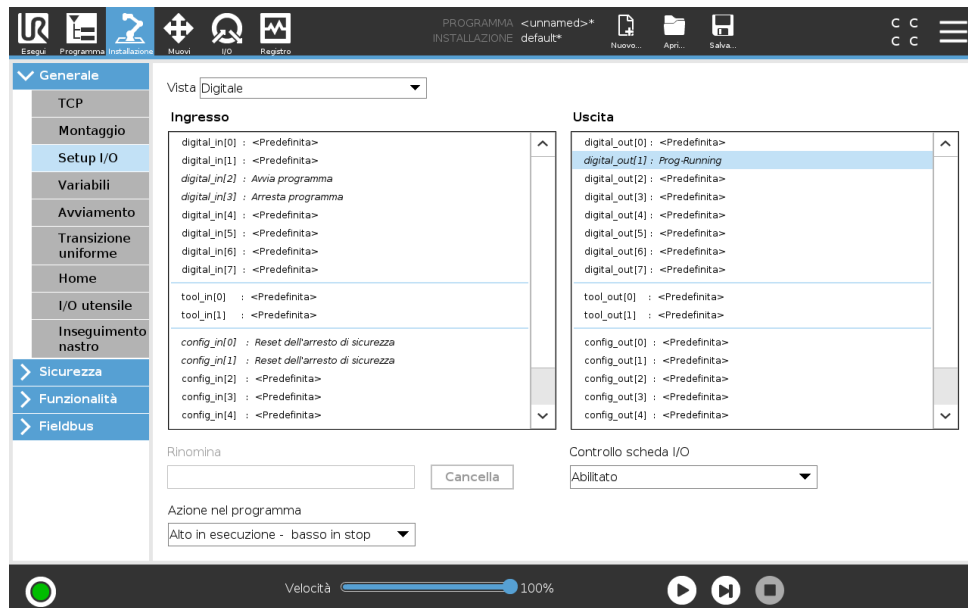 PROGRAMMA <unnamed>*
INSTALLAZIONE default*
Esegui
Programma
Installazione
Muovi
I/O
Registro
Nuovo...
Apri...
Salva...
C C
C C
Generale
TCP
Montaggio
Setup I/O
Variabili
Avviamento
Transizione
uniforme
Home
I/O utensile
Inseguimento
nastro
Sicurezza
Funzionalità
Fieldbus
Vista Digitale
Ingresso
digital_in[0] : <Predefinita>
digital_in[1] : <Predefinita>
digital_in[2] : Avvia programma
digital_in[3] : Arresta programma
digital_in[4] : <Predefinita>
digital_in[5] : <Predefinita>
digital_in[6] : <Predefinita>
digital_in[7] : <Predefinita>
tool_in[0] : <Predefinita>
tool_in[1] : <Predefinita>
config_in[0] : Reset dell'arresto di sicurezza
config_in[1] : Reset dell'arresto di sicurezza
config_in[2] : <Predefinita>
config_in[3] : <Predefinita>
config_in[4] : <Predefinita>
Uscita
digital_out[0] : <Predefinita>
digital_out[1] : Prog-Running
digital_out[2] : <Predefinita>
digital_out[3] : <Predefinita>
digital_out[4] : <Predefinita>
digital_out[5] : <Predefinita>
digital_out[6] : <Predefinita>
digital_out[7] : <Predefinita>
tool_out[0] : <Predefinita>
tool_out[1] : <Predefinita>
config_out[0] : <Predefinita>
config_out[1] : <Predefinita>
config_out[2] : <Predefinita>
config_out[3] : <Predefinita>
config_out[4] : <Predefinita>
Rinomina
Cancella
Azione nel programma
Alto in esecuzione - basso in stop
Controllo scheda I/O
Abilitato
Velocità
100%